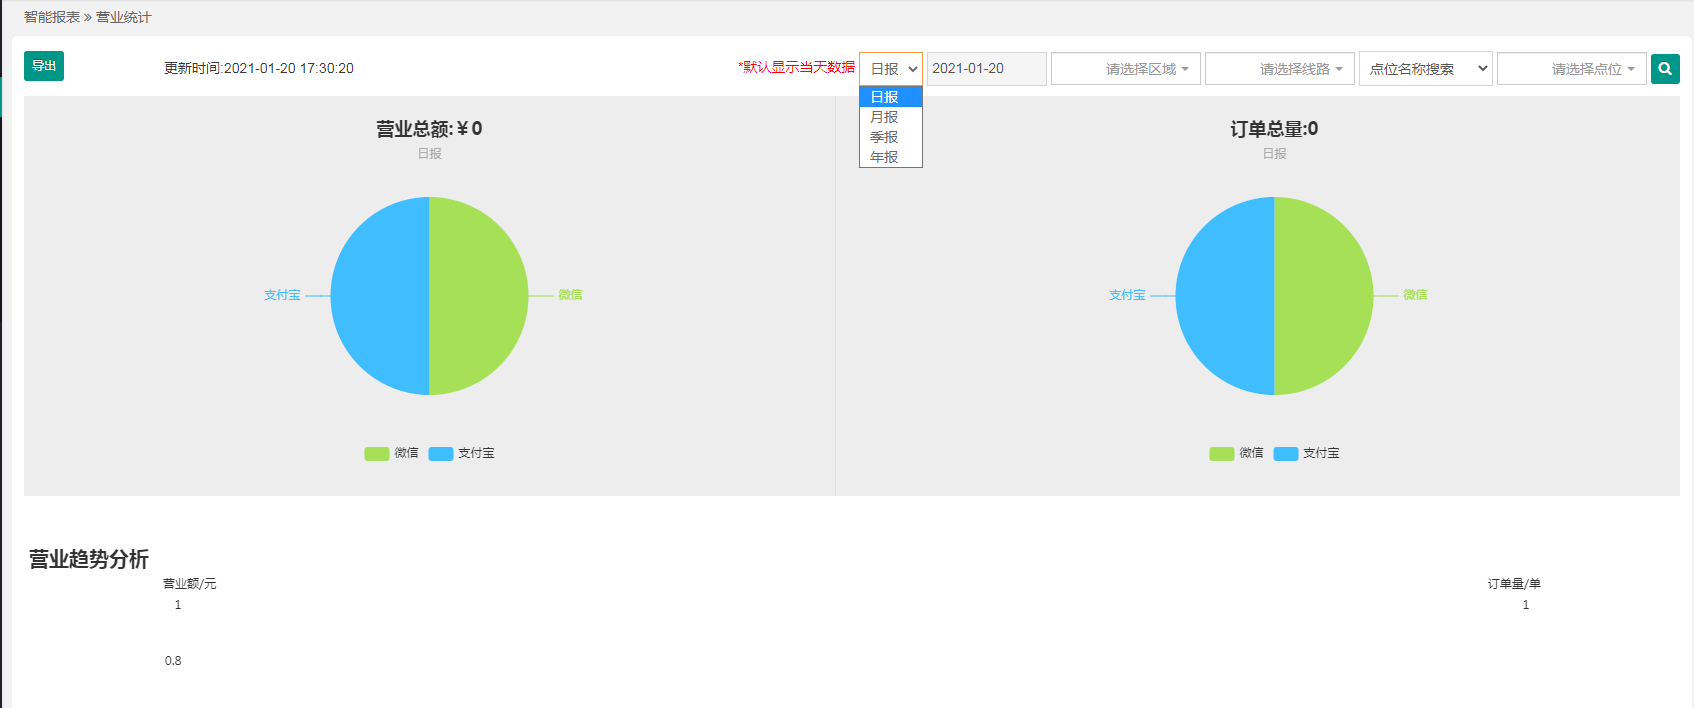 智能报表 » 营业统计
导出 更新时间:2021-01-20 17:30:20 *默认显示当天数据 日报 2021-01-20 请选择区域 请选择线路 点位名称搜索 请选择点位
日报
月报
季报
年报
营业总额:￥0
日报
支付宝
微信
微信 支付宝
订单总量:0
日报
支付宝
微信
微信 支付宝
营业趋势分析
营业额/元 订单量/单
1 1
0.8